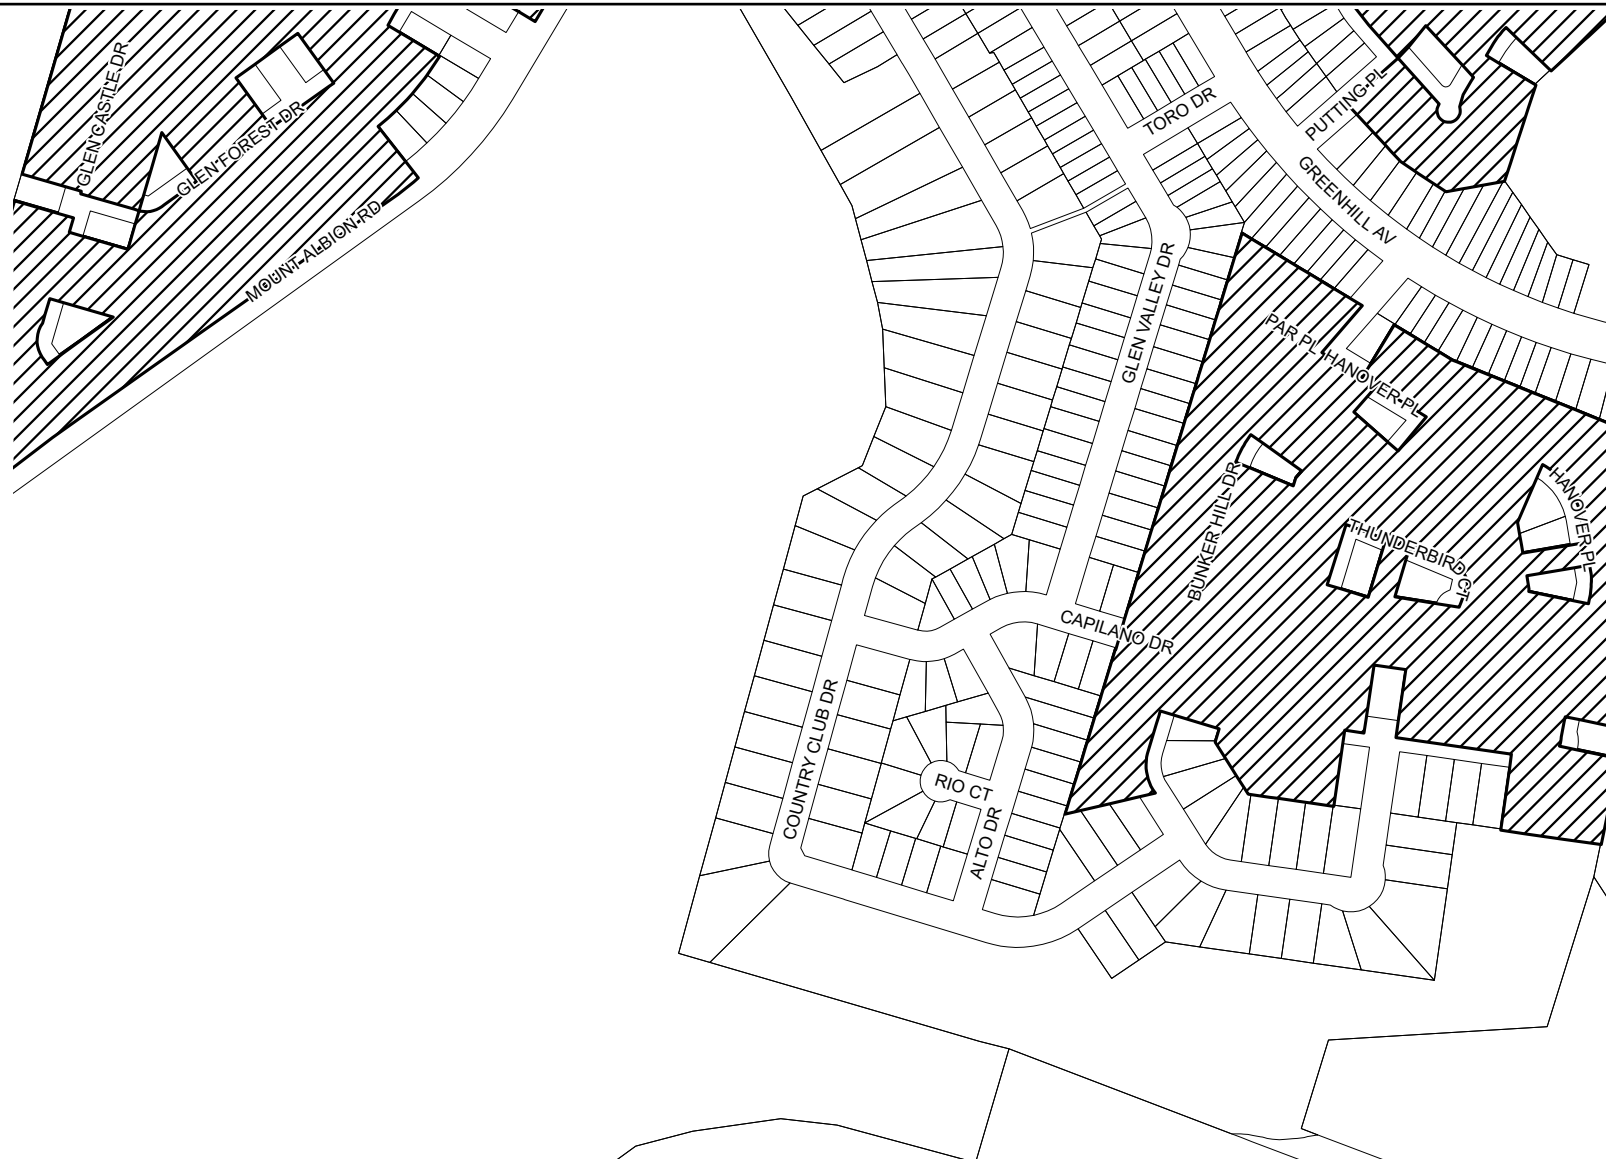 GLEN CASTLE DR
GLEN FOREST DR
MOUNT ALBION RD
TORO DR
PUTTING PL
GREENHILL AV
GLEN VALLEY DR
PAR PL
HANOVER PL
BUNKER HILL DR
THUNDERBIRD CT
HANOVER PL
CAPILANO DR
COUNTRY CLUB DR
RIO CT
ALTO DR